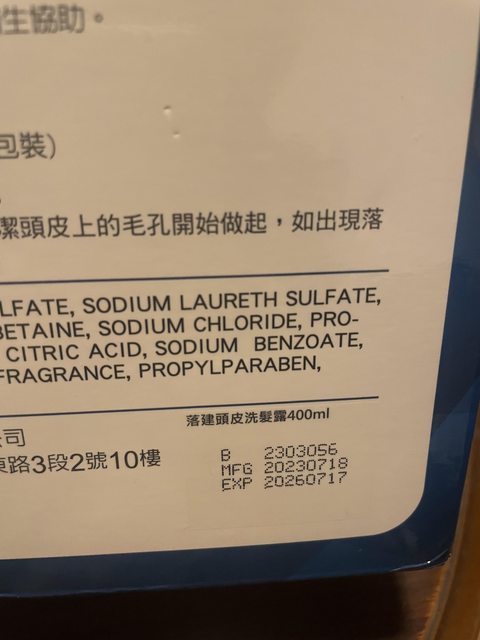 生協助。
包裝)
潔頭皮上的毛孔開始做起，如出現落
LFATE, SODIUM LAURETH SULFATE,
BETAINE, SODIUM CHLORIDE, PRO-
CITRIC ACID, SODIUM BENZOATE,
FRAGRANCE, PROPYLPARABEN,
落建頭皮洗髮露400ml
公司
東路3段2號10樓
B 2303056
MFG 20230718
EXP 20260717